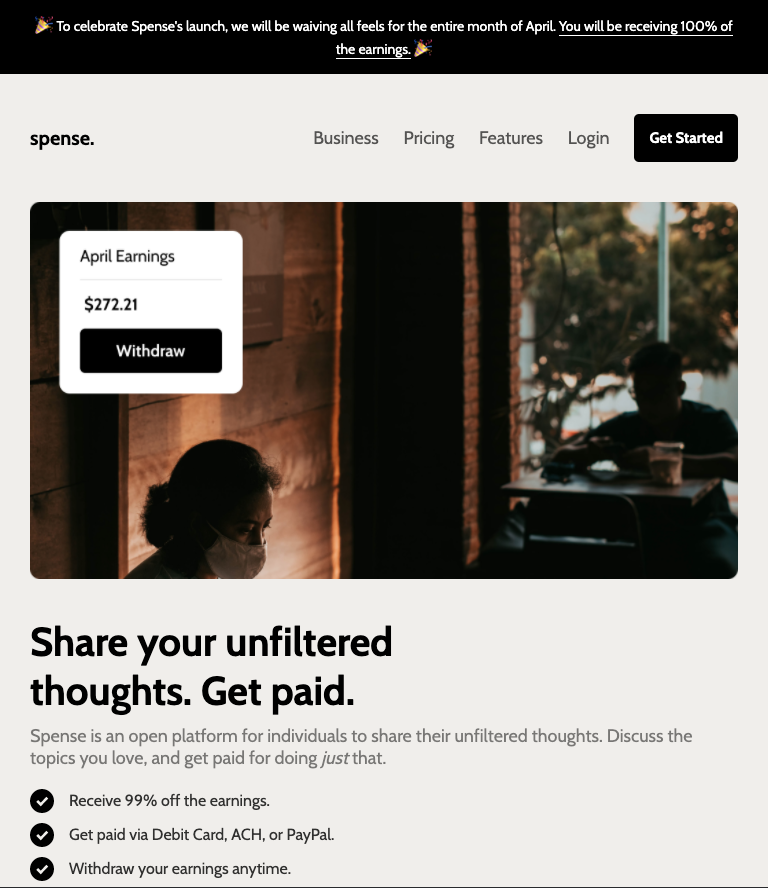 🎉 To celebrate Spense's launch, we will be waiving all feels for the entire month of April. You will be receiving 100% of
the earnings. 🎉
spense.
Business Pricing Features Login Get Started
April Earnings
$272.21
Withdraw
Share your unfiltered
thoughts. Get paid.
Spense is an open platform for individuals to share their unfiltered thoughts. Discuss the
topics you love, and get paid for doing just that.
Receive 99% off the earnings.
Get paid via Debit Card, ACH, or PayPal.
Withdraw your earnings anytime.